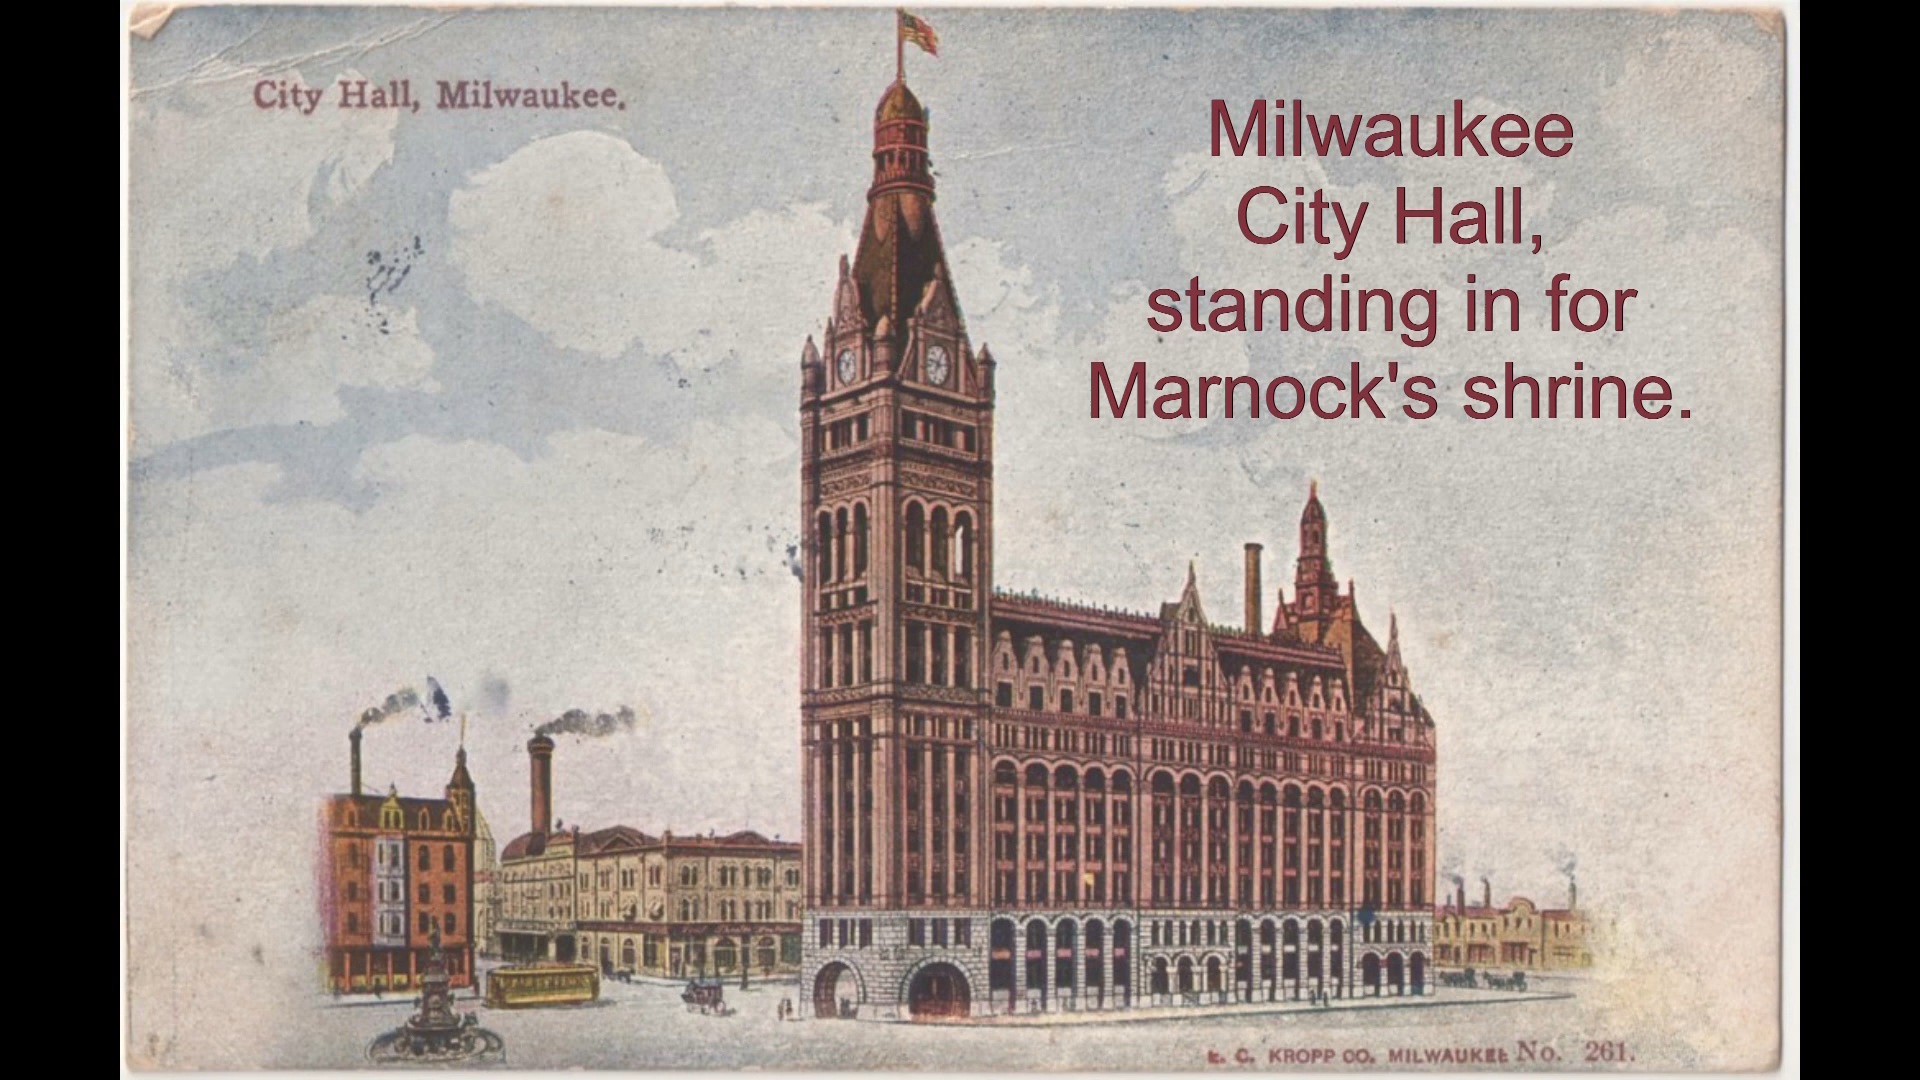 City Hall, Milwaukee.
Milwaukee
City Hall,
standing in for
Marnock's shrine.
E. C. KROPP CO. MILWAUKEE No. 261.